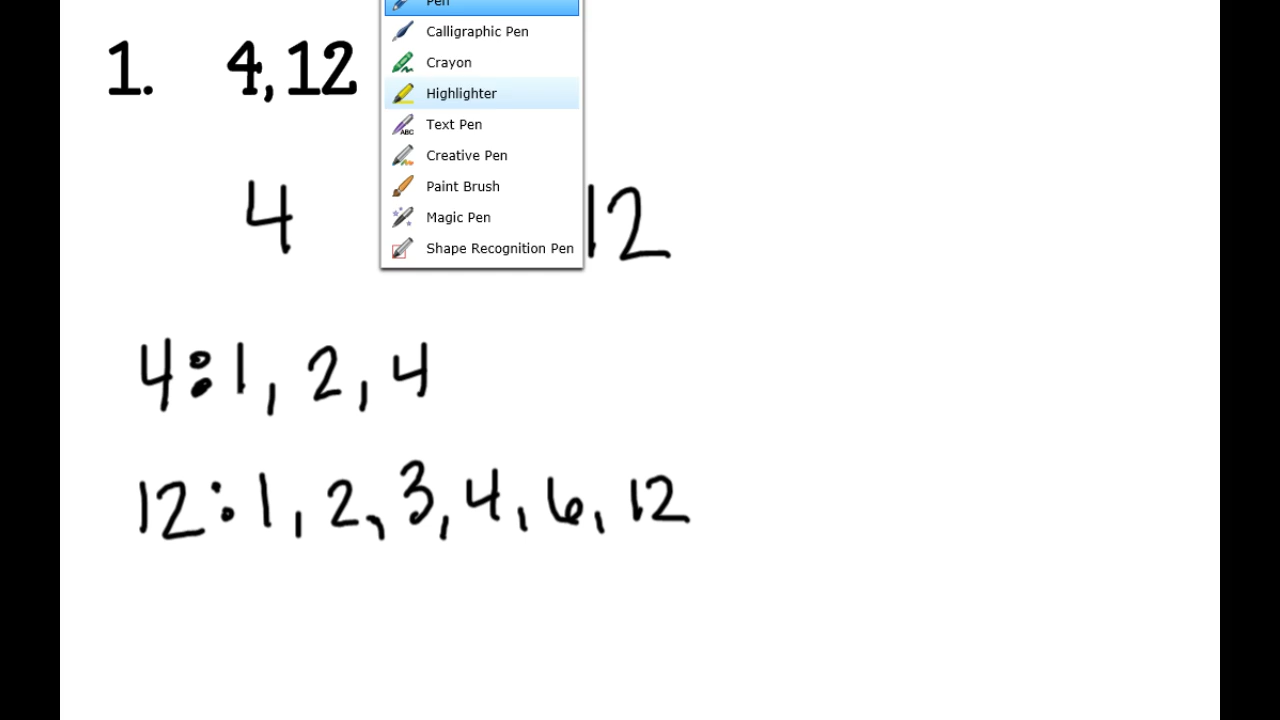 Pen
1. 4, 12
Calligraphic Pen
Crayon
Highlighter
Text Pen
Creative Pen
Paint Brush
Magic Pen
Shape Recognition Pen
4 12
4: 1, 2, 4
12: 1, 2, 3, 4, 6, 12